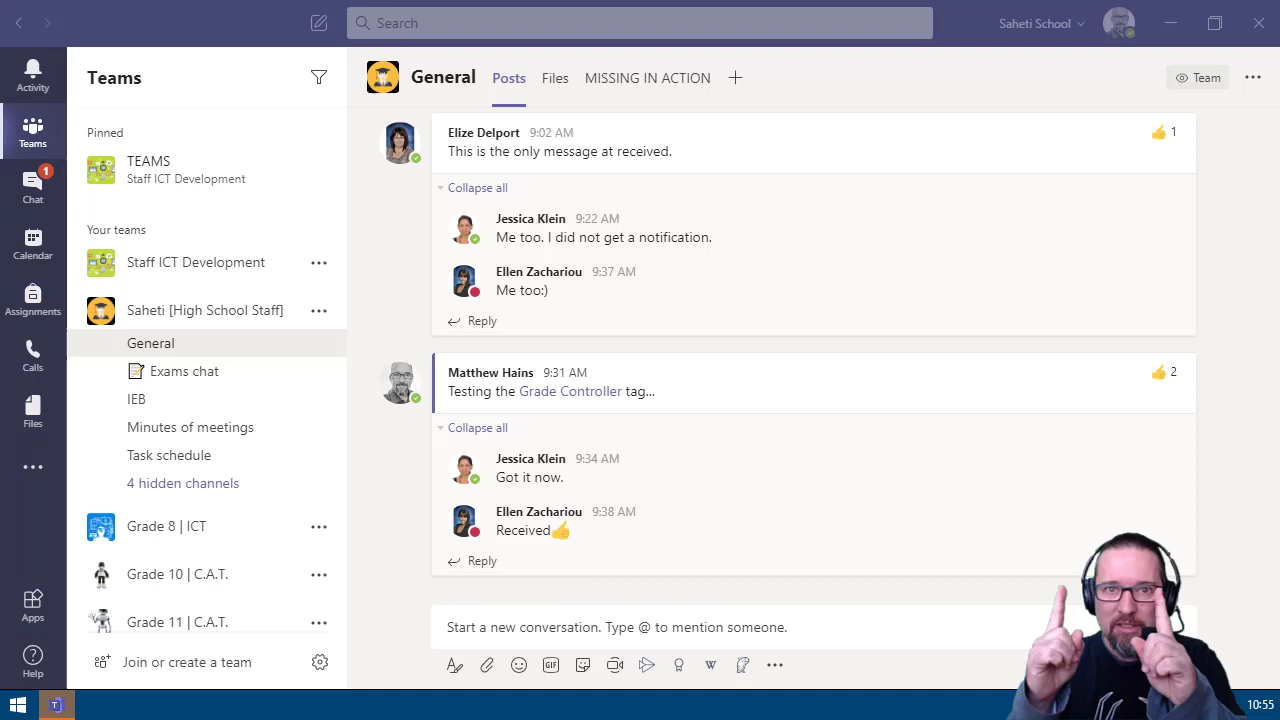 Search
Saheti School
Activity
Teams
Chat
1
Calendar
Assignments
Calls
Files
Apps
Help
Teams
Pinned
TEAMS
Staff ICT Development
Your teams
Staff ICT Development
Saheti [High School Staff]
General
Exams chat
IEB
Minutes of meetings
Task schedule
4 hidden channels
Grade 8 | ICT
Grade 10 | C.A.T.
Grade 11 | C.A.T.
Join or create a team
General Posts Files MISSING IN ACTION
Team
Elize Delport 9:02 AM
1
This is the only message at received.
Collapse all
Jessica Klein 9:22 AM
Me too. I did not get a notification.
Ellen Zachariou 9:37 AM
Me too:)
Reply
Matthew Hains 9:31 AM
2
Testing the Grade Controller tag...
Collapse all
Jessica Klein 9:34 AM
Got it now.
Ellen Zachariou 9:38 AM
Received👍
Reply
Start a new conversation. Type @ to mention someone.
GIF
W
10:55